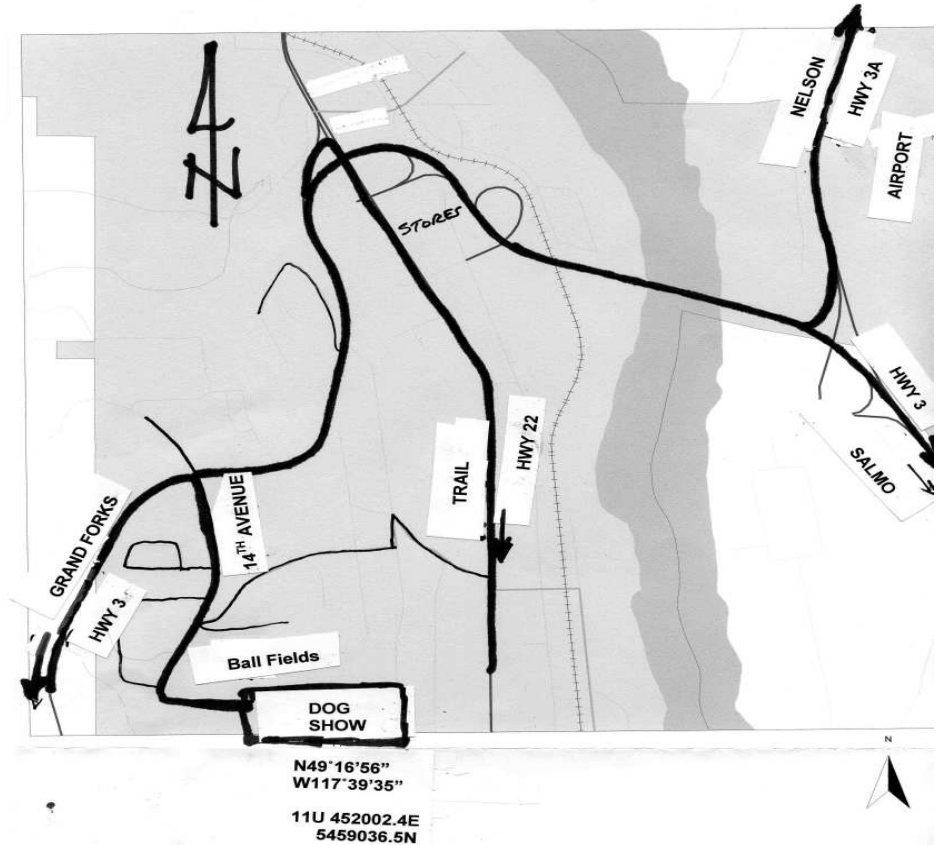 N
NELSON
HWY 3A
AIRPORT
STORES
HWY 3
SALMO
TRAIL
HWY 22
14TH AVENUE
GRAND FORKS
HWY 3
Ball Fields
DOG
SHOW
N
N49°16'56"
W117°39'35"
11U 452002.4E
5459036.5N